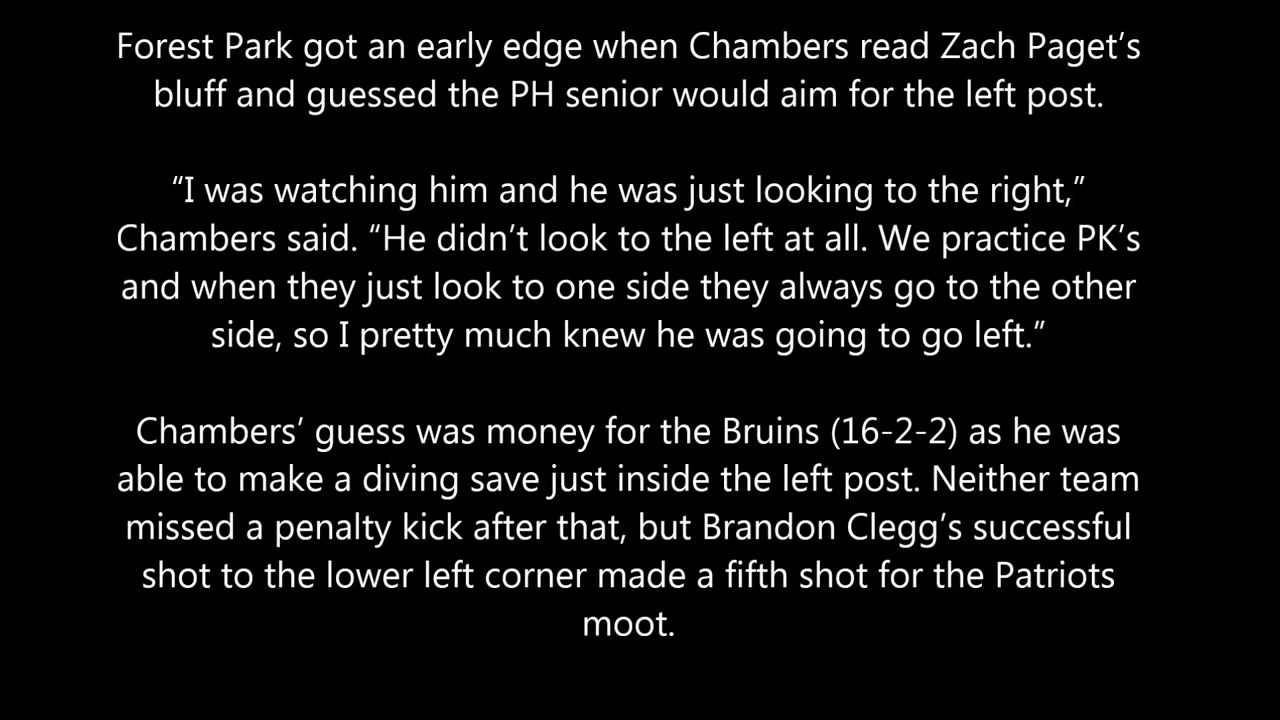 Forest Park got an early edge when Chambers read Zach Paget’s
bluff and guessed the PH senior would aim for the left post.
“I was watching him and he was just looking to the right,”
Chambers said. “He didn’t look to the left at all. We practice PK’s
and when they just look to one side they always go to the other
side, so I pretty much knew he was going to go left.”
Chambers’ guess was money for the Bruins (16-2-2) as he was
able to make a diving save just inside the left post. Neither team
missed a penalty kick after that, but Brandon Clegg’s successful
shot to the lower left corner made a fifth shot for the Patriots
moot.